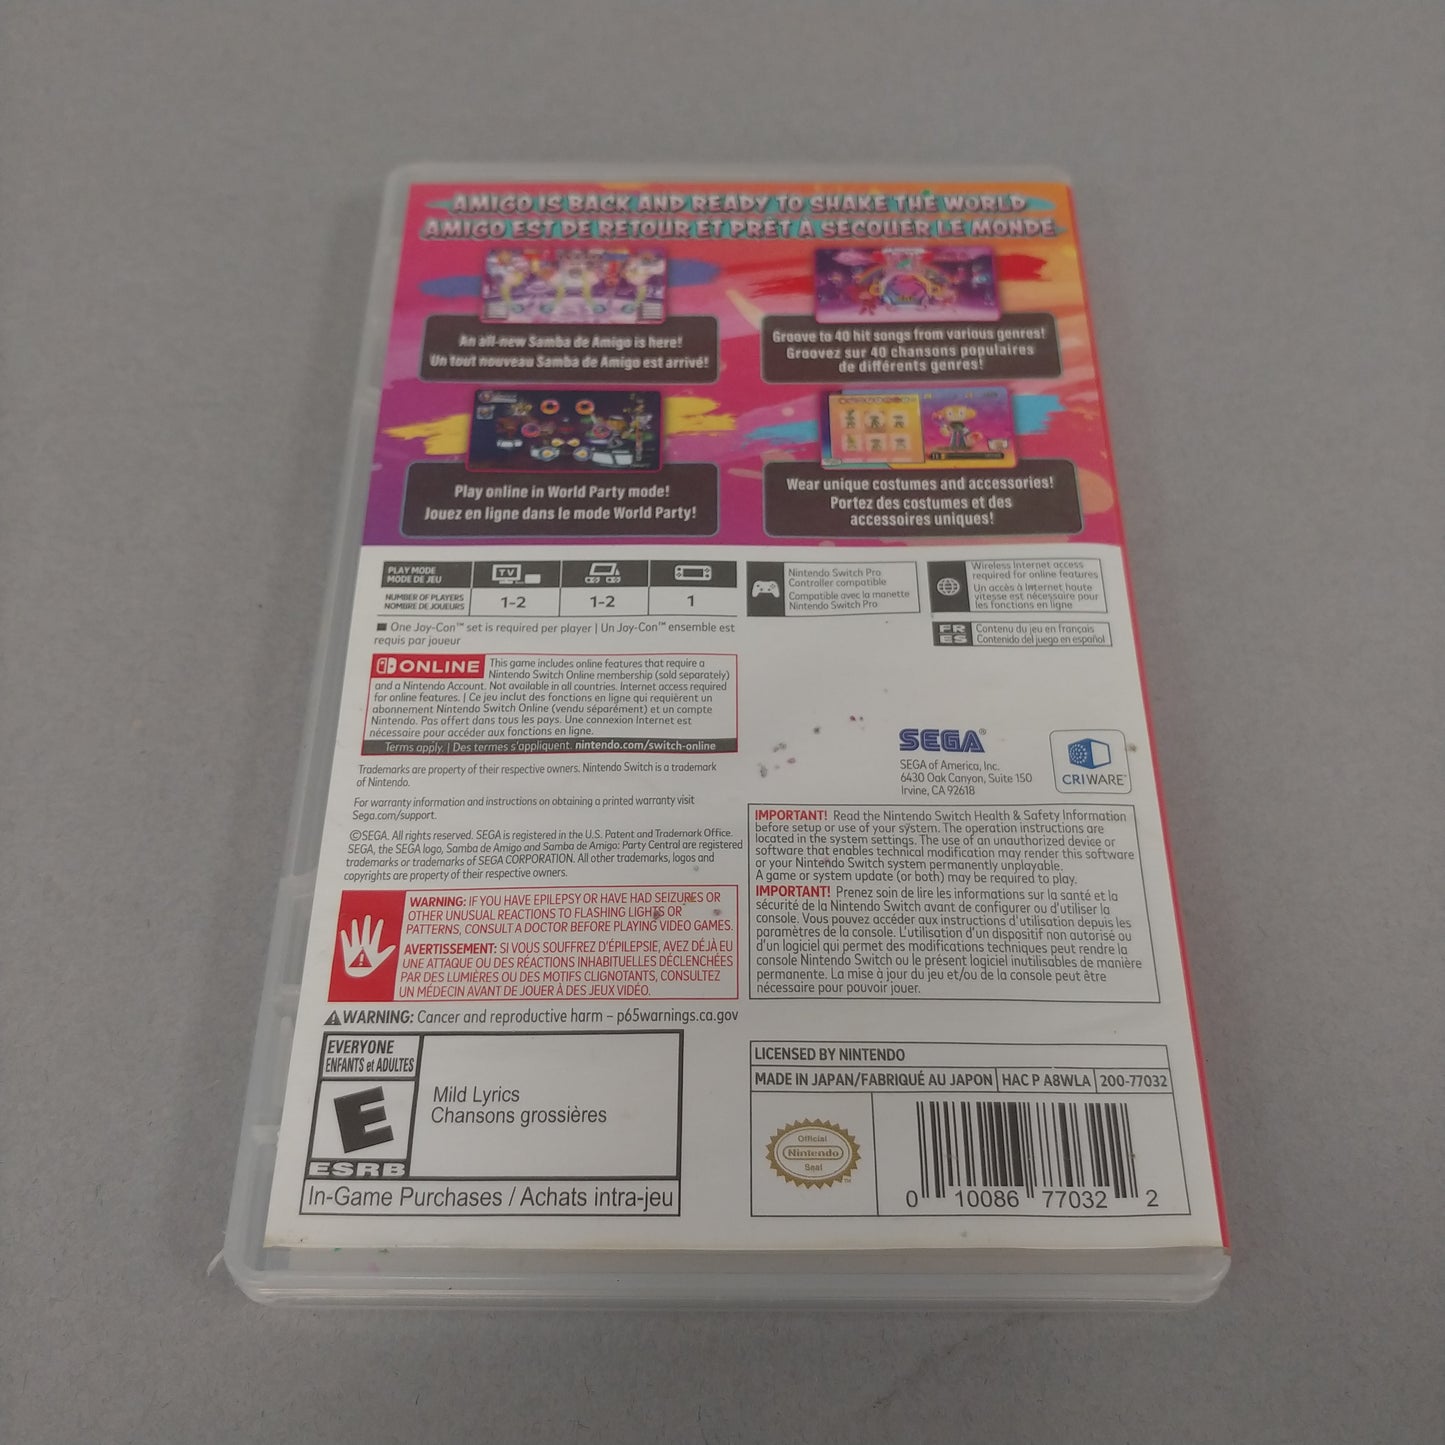 AMIGO IS BACK AND READY TO SHAKE THE WORLD
AMIGO EST DE RETOUR ET PRÊT À SECOUER LE MONDE
An all-new Samba de Amigo is here!
Un tout nouveau Samba de Amigo est arrivé!
Groove to 40 hit songs from various genres!
Groovez sur 40 chansons populaires
de différents genres!
Play online in World Party mode!
Jouez en ligne dans le mode World Party!
Wear unique costumes and accessories!
Portez des costumes et des
accessoires uniques!
PLAY MODE
MODE DE JEU
TV
NUMBER OF PLAYERS
NOMBRE DE JOUEURS
1-2
1-2
1
Nintendo Switch Pro
Controller compatible
Compatible avec la manette
Nintendo Switch Pro
Wireless Internet access
required for online features
Un accès à Internet haute
vitesse est nécessaire pour
les fonctions en ligne
FR
ES
Contenu du jeu en français
Contenido del juego en español
One Joy-Con™ set is required per player | Un Joy-Con™ ensemble est
requis par joueur
ONLINE
This game includes online features that require a
Nintendo Switch Online membership (sold separately)
and a Nintendo Account. Not available in all countries. Internet access required
for online features. | Ce jeu inclut des fonctions en ligne qui requièrent un
abonnement Nintendo Switch Online (vendu séparément) et un compte
Nintendo. Pas offert dans tous les pays. Une connexion Internet est
nécessaire pour accéder aux fonctions en ligne.
Terms apply. | Des termes s'appliquent. nintendo.com/switch-online
Trademarks are property of their respective owners. Nintendo Switch is a trademark
of Nintendo.
For warranty information and instructions on obtaining a printed warranty visit
Sega.com/support.
©SEGA. All rights reserved. SEGA is registered in the U.S. Patent and Trademark Office.
SEGA, the SEGA logo, Samba de Amigo and Samba de Amigo: Party Central are registered
trademarks or trademarks of SEGA CORPORATION. All other trademarks, logos and
copyrights are property of their respective owners.
SEGA®
SEGA of America, Inc.
6430 Oak Canyon, Suite 150
Irvine, CA 92618
CRIWARE™
IMPORTANT! Read the Nintendo Switch Health & Safety Information
before setup or use of your system. The operation instructions are
located in the system settings. The use of an unauthorized device or
software that enables technical modification may render this software
or your Nintendo Switch system permanently unplayable.
A game or system update (or both) may be required to play.
IMPORTANT! Prenez soin de lire les informations sur la santé et la
sécurité de la Nintendo Switch avant de configurer ou d'utiliser la
console. Vous pouvez accéder aux instructions d'utilisation depuis les
paramètres de la console. L'utilisation d'un dispositif non autorisé ou
d'un logiciel qui permet des modifications techniques peut rendre la
console Nintendo Switch ou le présent logiciel inutilisables de manière
permanente. La mise à jour du jeu et/ou de la console peut être
nécessaire pour pouvoir jouer.
WARNING: IF YOU HAVE EPILEPSY OR HAVE HAD SEIZURES OR
OTHER UNUSUAL REACTIONS TO FLASHING LIGHTS OR
PATTERNS, CONSULT A DOCTOR BEFORE PLAYING VIDEO GAMES.
AVERTISSEMENT: SI VOUS SOUFFREZ D'ÉPILEPSIE, AVEZ DÉJÀ EU
UNE ATTAQUE OU DES RÉACTIONS INHABITUELLES DÉCLENCHÉES
PAR DES LUMIÈRES OU DES MOTIFS CLIGNOTANTS, CONSULTEZ
UN MÉDECIN AVANT DE JOUER À DES JEUX VIDÉO.
WARNING: Cancer and reproductive harm – p65warnings.ca.gov
EVERYONE
ENFANTS et ADULTES
E
ESRB
Mild Lyrics
Chansons grossières
In-Game Purchases / Achats intra-jeu
LICENSED BY NINTENDO
MADE IN JAPAN/FABRIQUÉ AU JAPON
HAC P A8WLA
200-77032
Official
Nintendo
Seal
™
0 10086 77032 2